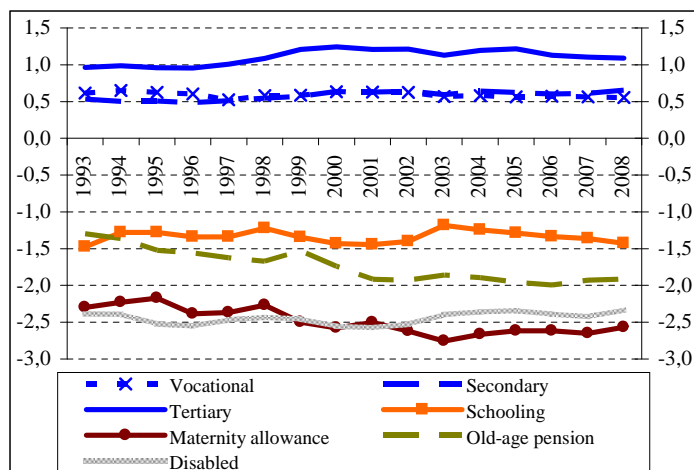 1,5 1,5
1,0 1,0
0,5 0,5
0,0 0,0
-0,5 -0,5
1993 1994 1995 1996 1997 1998 1999 2000 2001 2002 2003 2004 2005 2006 2007 2008
-1,0 -1,0
-1,5 -1,5
-2,0 -2,0
-2,5 -2,5
-3,0 -3,0
Vocational Secondary
Tertiary Schooling
Maternity allowance Old-age pension
Disabled